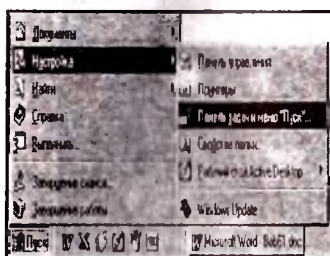 Документы
Настройка
Найти
Справка
Выполнить...
Завершение сеанса...
Завершение работы
Панель управления
Принтеры
Панель задач и меню "Пуск"...
Свойства папки...
Рабочий стол Active Desktop
Windows Update
Пуск
Microsoft Word -